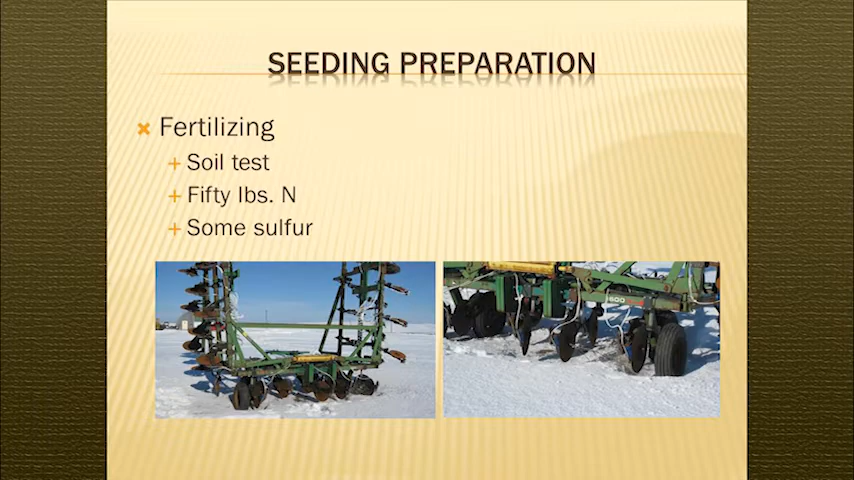 SEEDING PREPARATION
Fertilizing
Soil test
Fifty lbs. N
Some sulfur